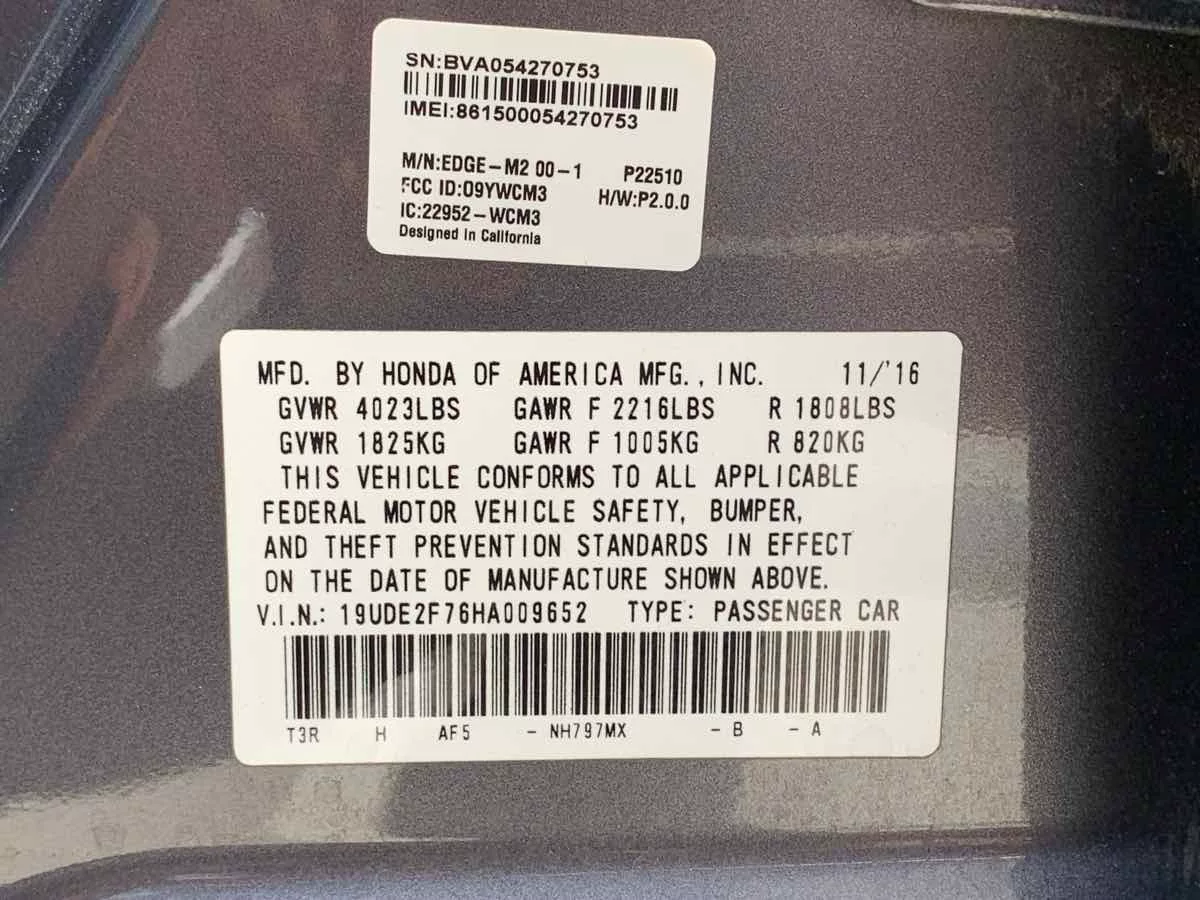 SN:BVA054270753
IMEI:861500054270753
M/N:EDGE-M2 00-1 P22510
FCC ID:O9YWCM3 H/W:P2.0.0
IC:22952-WCM3
Designed in California
MFD. BY HONDA OF AMERICA MFG., INC. 11/'16
GVWR 4023LBS GAWR F 2216LBS R 1808LBS
GVWR 1825KG GAWR F 1005KG R 820KG
THIS VEHICLE CONFORMS TO ALL APPLICABLE
FEDERAL MOTOR VEHICLE SAFETY, BUMPER,
AND THEFT PREVENTION STANDARDS IN EFFECT
ON THE DATE OF MANUFACTURE SHOWN ABOVE.
V.I.N.: 19UDE2F76HA009652 TYPE: PASSENGER CAR
T3R H AF5 - NH797MX - B - A